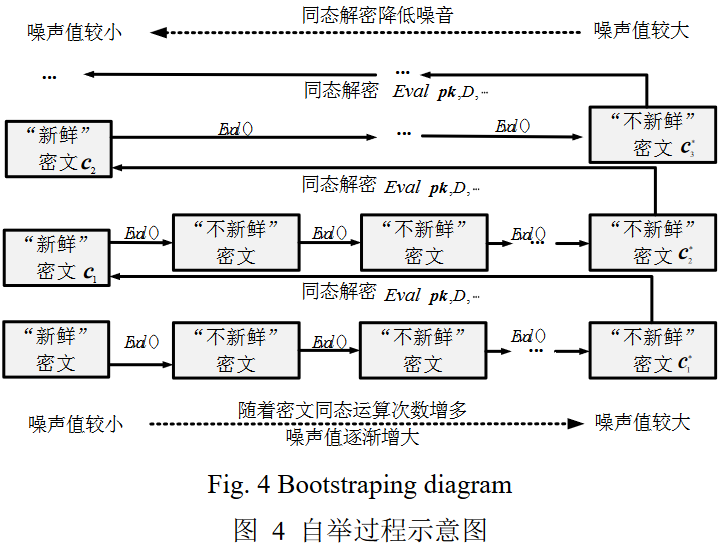 同态解密降低噪音
噪声值较小
噪声值较大
...
...
同态解密 Eval pk,D,...
“新鲜”
密文 c2
Eval()
...
Eval()
“不新鲜”
密文 c3*
同态解密 Eval pk,D,...
“新鲜”
密文 c1
Eval()
“不新鲜”
密文
Eval()
“不新鲜”
密文
Eval()
...
“不新鲜”
密文 c2*
同态解密 Eval pk,D,...
“新鲜”
密文
Eval()
“不新鲜”
密文
Eval()
“不新鲜”
密文
Eval()
...
“不新鲜”
密文 c1*
噪声值较小
随着密文同态运算次数增多
噪声值逐渐增大
噪声值较大
Fig. 4 Bootstraping diagram
图 4 自举过程示意图